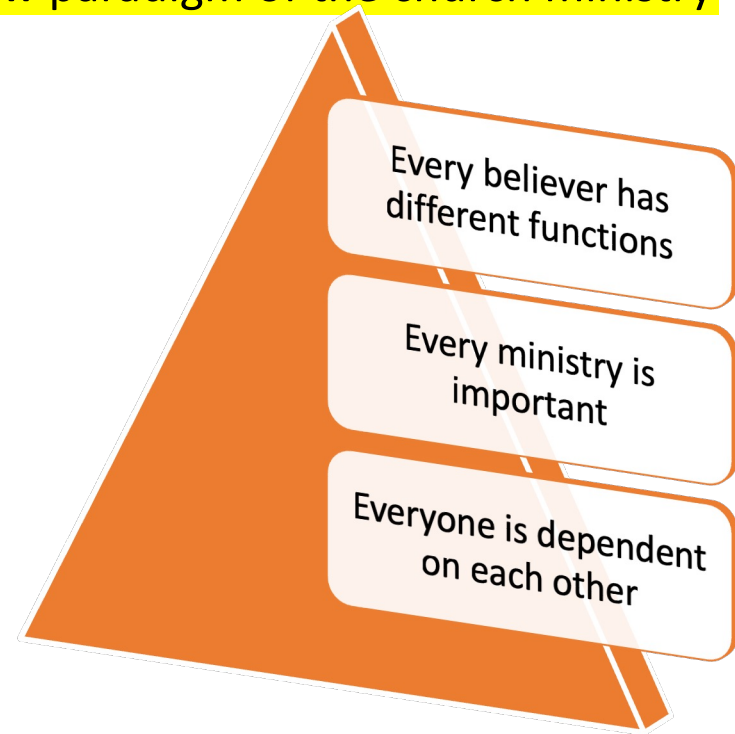 paradigm of the church ministry
Every believer has
different functions
Every ministry is
important
Everyone is dependent
on each other